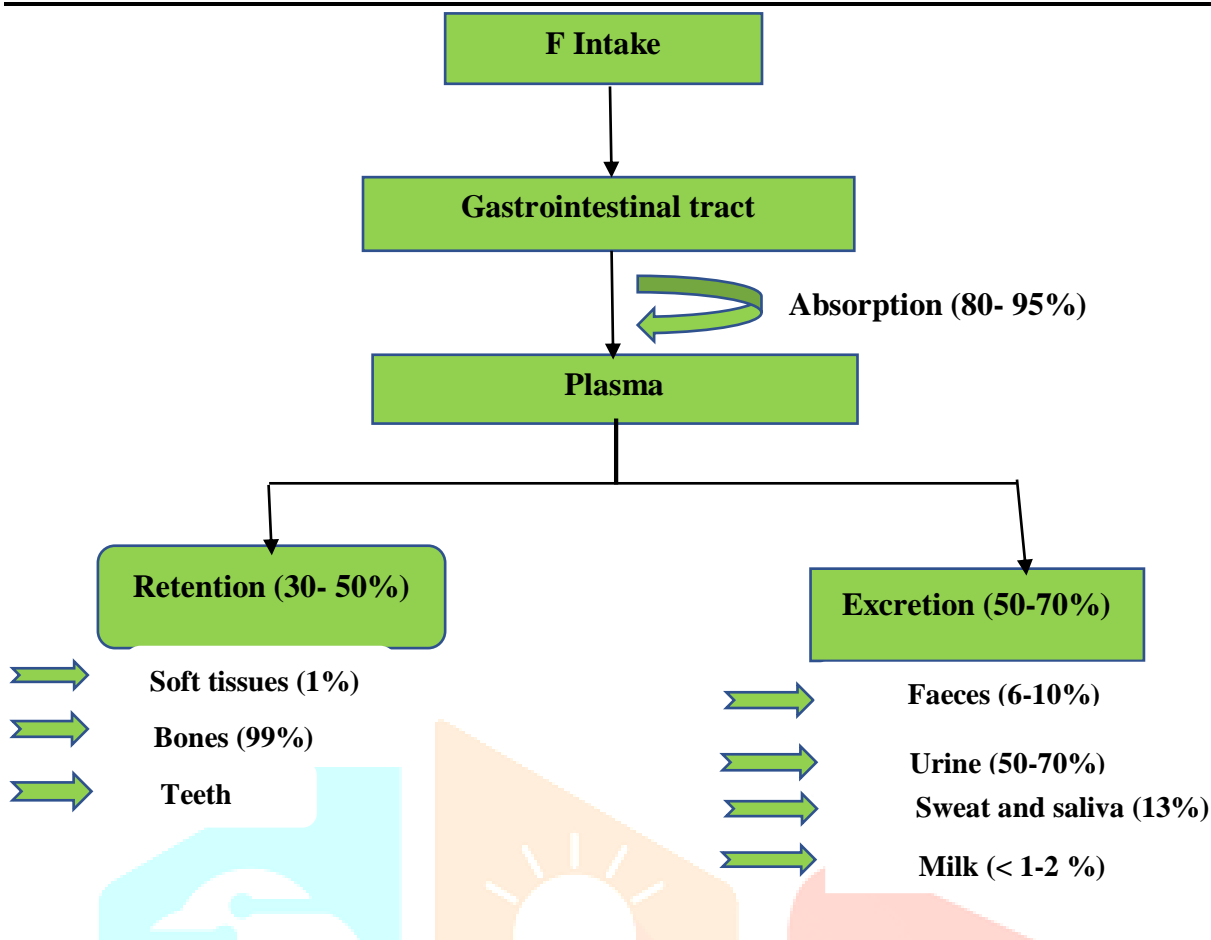 F Intake
Gastrointestinal tract
Absorption (80- 95%)
Plasma
Retention (30- 50%)
Soft tissues (1%)
Bones (99%)
Teeth
Excretion (50-70%)
Faeces (6-10%)
Urine (50-70%)
Sweat and saliva (13%)
Milk (< 1-2 %)